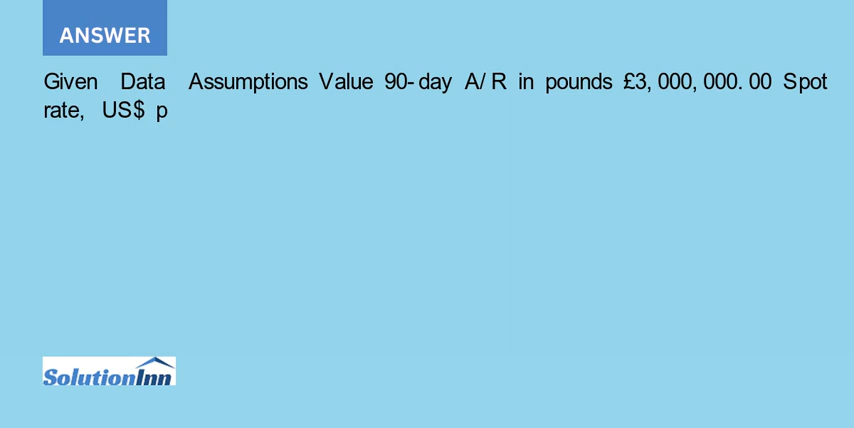 ANSWER
Given Data Assumptions Value 90- day A/ R in pounds £3, 000, 000. 00 Spot
rate, US$ p
SolutionInn